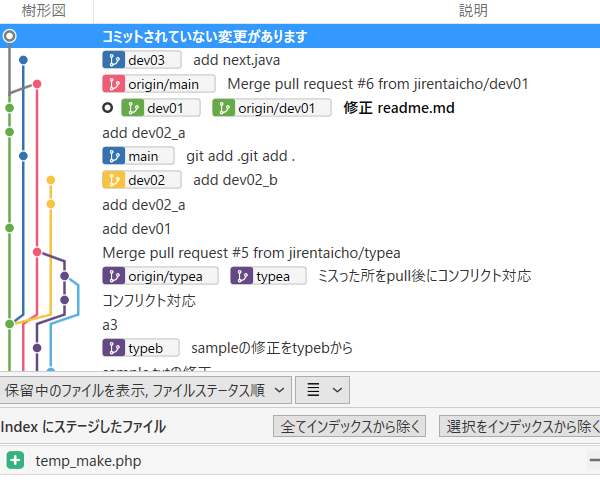 樹形図 説明
コミットされていない変更があります
dev03 add next.java
origin/main Merge pull request #6 from jirentaicho/dev01
dev01 origin/dev01 修正 readme.md
add dev02_a
main git add .git add .
dev02 add dev02_b
add dev02_a
add dev01
Merge pull request #5 from jirentaicho/typea
origin/typea typea ミスった所をpull後にコンフリクト対応
コンフリクト対応
a3
typeb sampleの修正をtypebから
sample.txtの修正
保留中のファイルを表示, ファイルステータス順
Index にステージしたファイル 全てインデックスから除く 選択をインデックスから除く
temp_make.php